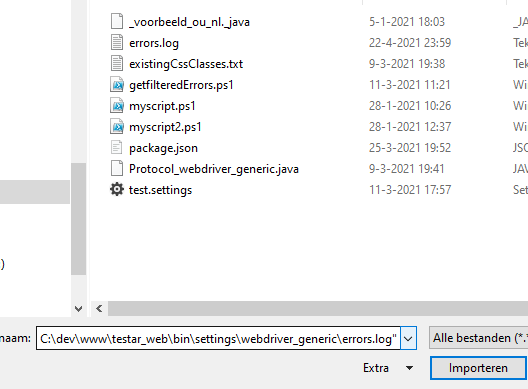 _voorbeeld_ou_nl._java 5-1-2021 18:03 _JA
errors.log 22-4-2021 23:59 Tek
existingCssClasses.txt 9-3-2021 19:38 Tek
getfilteredErrors.ps1 11-3-2021 11:21 Wi
myscript.ps1 28-1-2021 10:26 Wi
myscript2.ps1 28-1-2021 12:37 Wi
package.json 25-3-2021 19:52 JSC
Protocol_webdriver_generic.java 9-3-2021 19:41 JAV
test.settings 11-3-2021 17:57 Set
)
naam: C:\dev\www\testar_web\bin\settings\webdriver_generic\errors.log" Alle bestanden (*.*
Extra Importeren